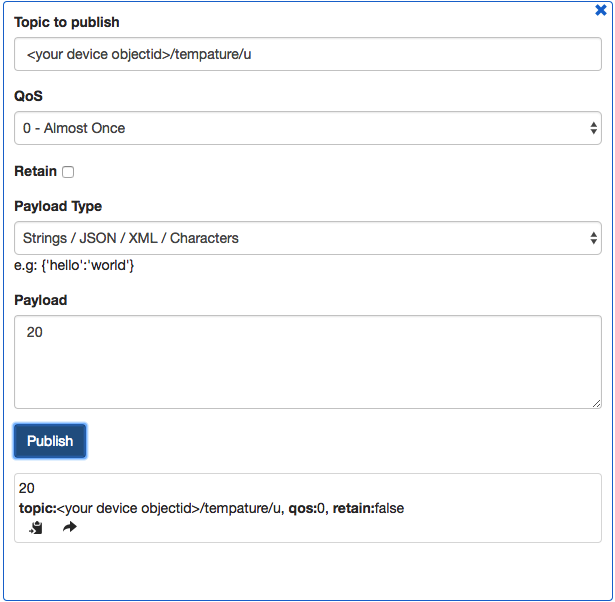 Topic to publish
<your device objectid>/tempature/u
QoS
0 - Almost Once
Retain
Payload Type
Strings / JSON / XML / Characters
e.g: {'hello':'world'}
Payload
20
Publish
20
topic:<your device objectid>/tempature/u, qos:0, retain:false